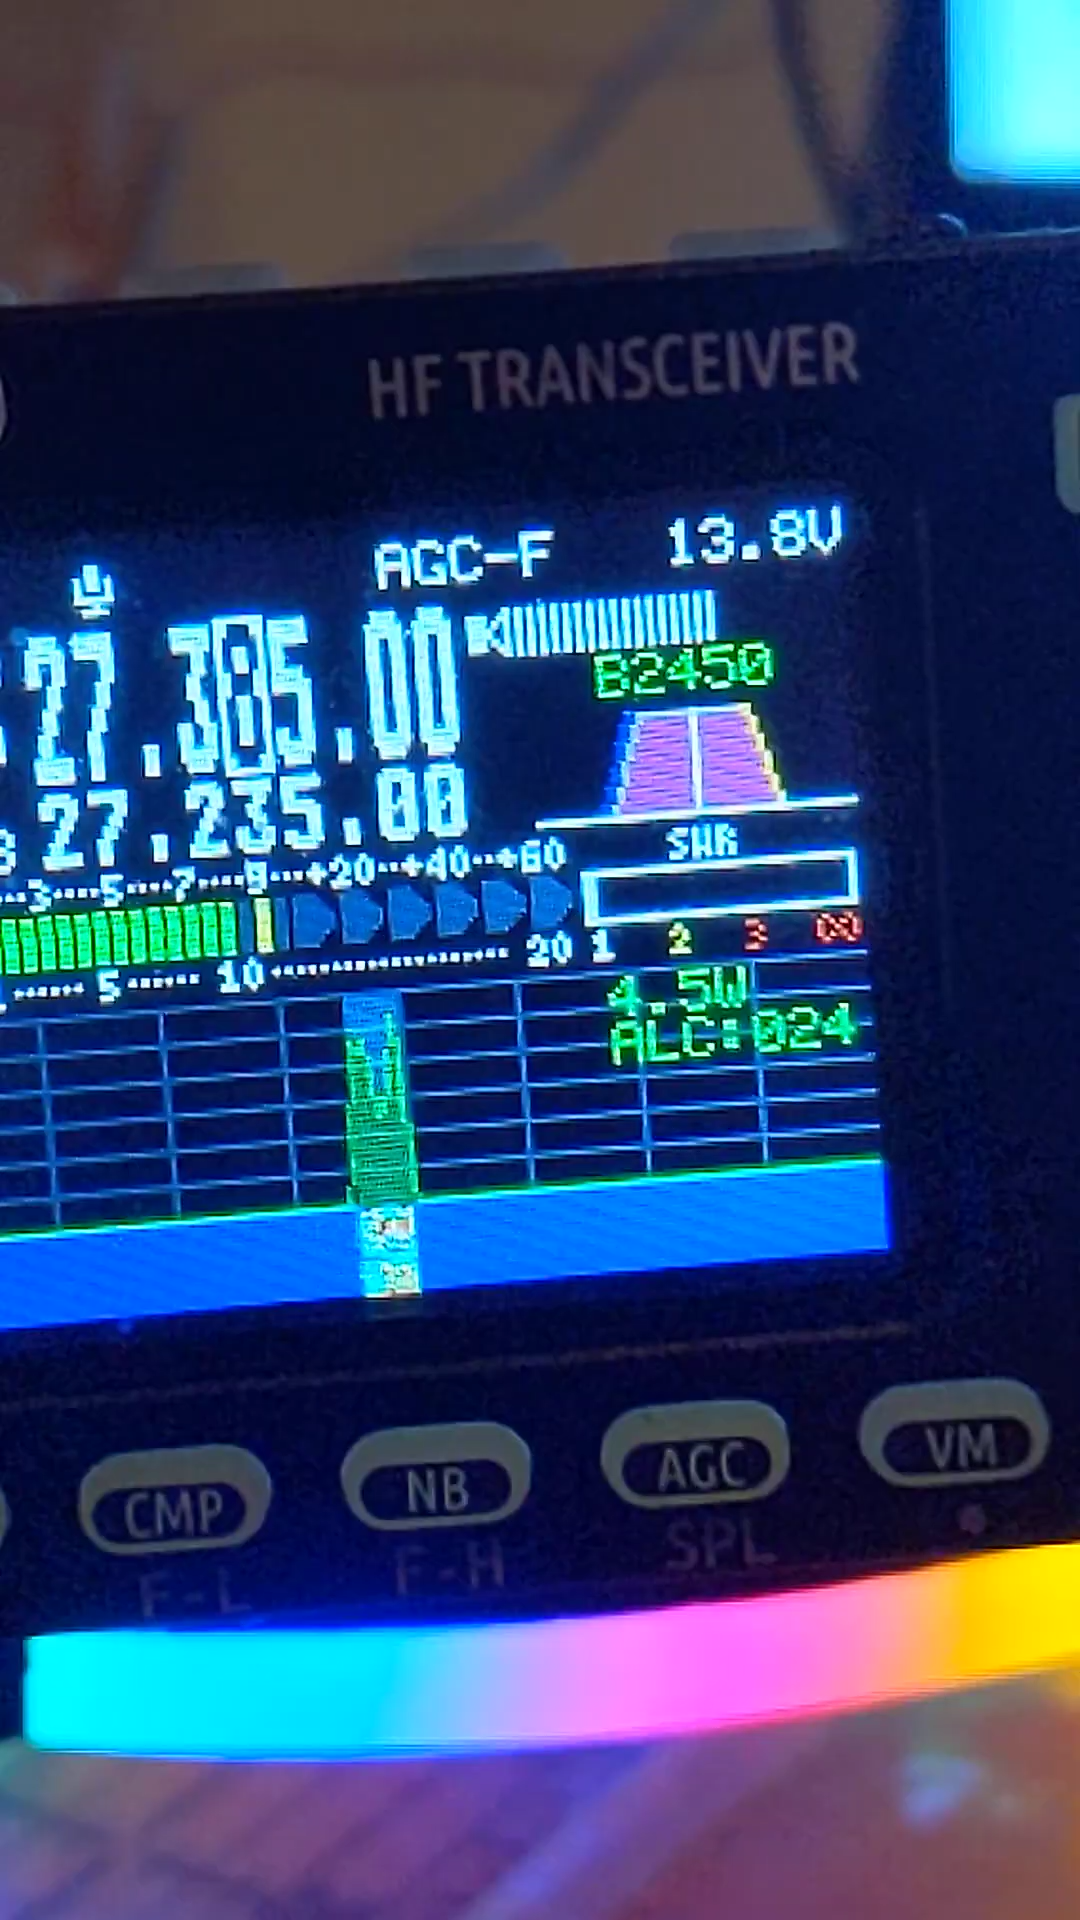 HF TRANSCEIVER
AGC-F 13.8V
27.305.00
B2450
27.235.00
SWR
3 5 7 9 +20 +40 +60
1 2 3 ∞
5 10 20
4.5W
ALC:024
CMP NB AGC VM
F-L F-H SPL